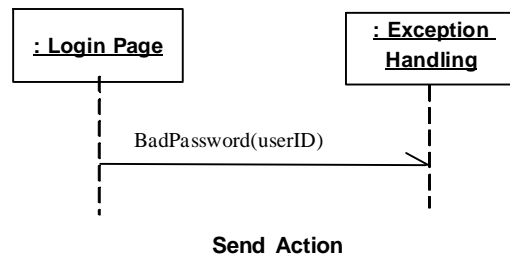 : Login Page
: Exception
Handling
BadPassword(userID)
Send Action